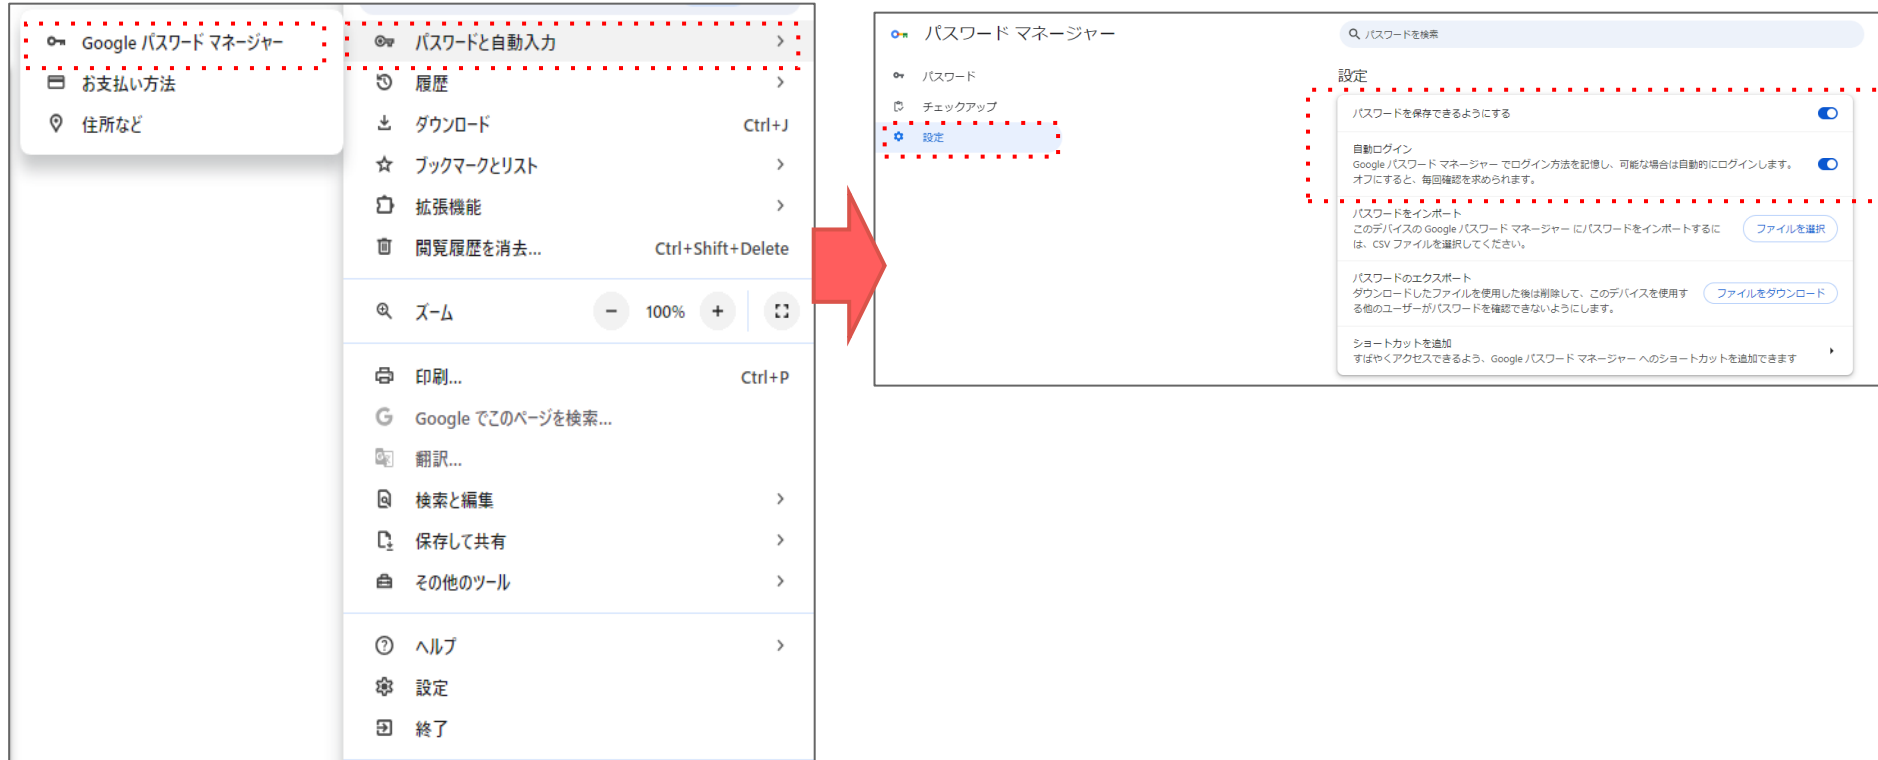 Google パスワード マネージャー
お支払い方法
住所など
パスワードと自動入力
履歴
ダウンロード Ctrl+J
ブックマークとリスト
拡張機能
閲覧履歴を消去... Ctrl+Shift+Delete
ズーム − 100% +
印刷... Ctrl+P
Google でこのページを検索...
翻訳...
検索と編集
保存して共有
その他のツール
ヘルプ
設定
終了
パスワード マネージャー
パスワードを検索
パスワード
チェックアップ
設定
設定
パスワードを保存できるようにする
自動ログイン
Google パスワード マネージャー でログイン方法を記憶し、可能な場合は自動的にログインします。
オフにすると、毎回確認を求められます。
パスワードをインポート
このデバイスの Google パスワード マネージャー にパスワードをインポートするに
は、CSV ファイルを選択してください。
ファイルを選択
パスワードのエクスポート
ダウンロードしたファイルを使用した後は削除して、このデバイスを使用す
る他のユーザーがパスワードを確認できないようにします。
ファイルをダウンロード
ショートカットを追加
すばやくアクセスできるよう、Google パスワード マネージャー へのショートカットを追加できます